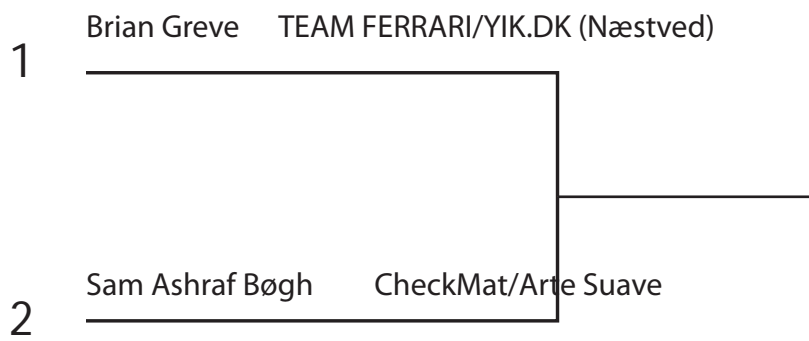 Brian Greve TEAM FERRARI/YIK.DK (Næstved)
1
Sam Ashraf Bøgh CheckMat/Arte Suave
2